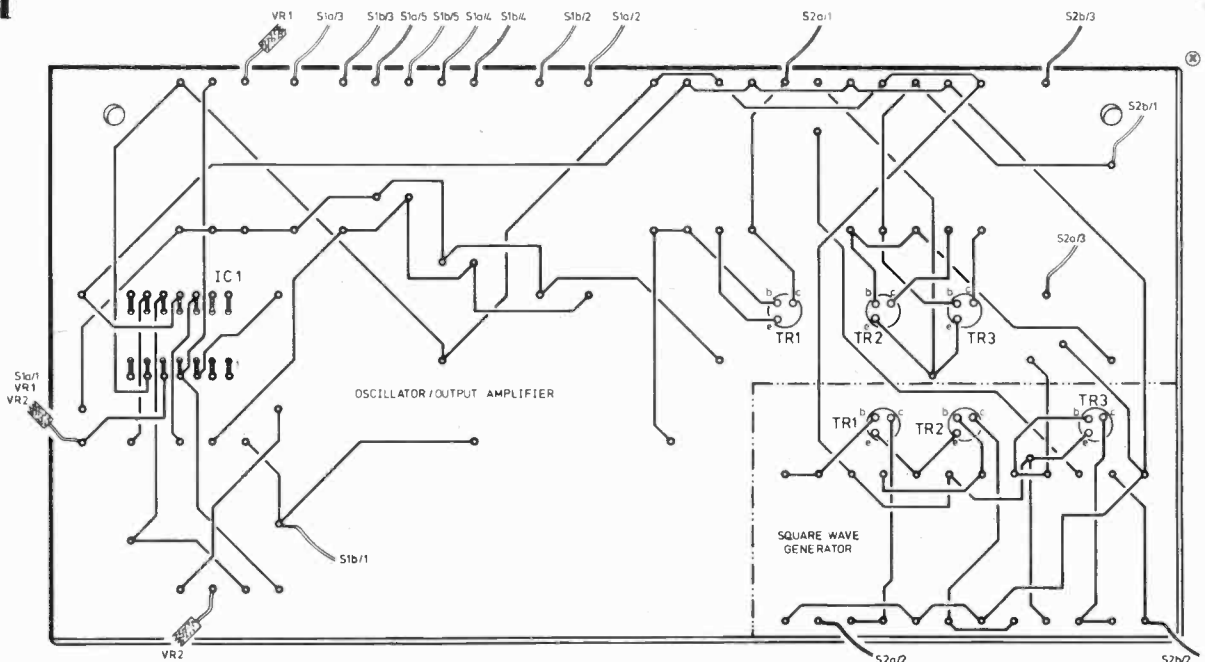 VR1 S1a/3 S1b/3 S1a/5 S1b/5 S1a/4 S1b/4 S1b/2 S1a/2 S2a/1 S2b/3
S2b/1
S2a/3
IC1
b c
e
TR1
b c
e
TR2
b c
e
TR3
1
S1a/1
VR1
VR2
OSCILLATOR/OUTPUT AMPLIFIER
TR1
b c
e
TR2
b c
e
TR3
b c
e
SQUARE WAVE
GENERATOR
S1b/1
VR2
S2a/2
S2b/2